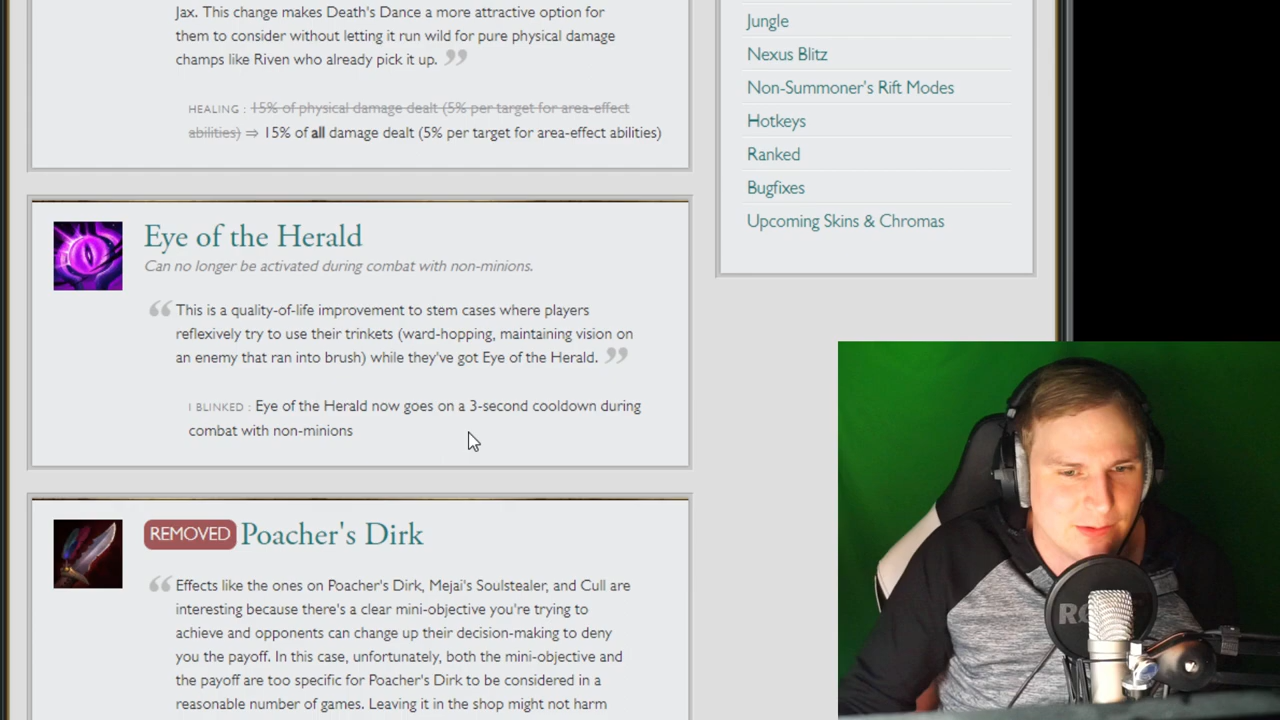 Jax. This change makes Death's Dance a more attractive option for
them to consider without letting it run wild for pure physical damage
champs like Riven who already pick it up. ”
HEALING : 15% of physical damage dealt (5% per target for area-effect
abilities) ⇒ 15% of all damage dealt (5% per target for area-effect abilities)
Eye of the Herald
Can no longer be activated during combat with non-minions.
“ This is a quality-of-life improvement to stem cases where players
reflexively try to use their trinkets (ward-hopping, maintaining vision on
an enemy that ran into brush) while they've got Eye of the Herald. ”
I BLINKED : Eye of the Herald now goes on a 3-second cooldown during
combat with non-minions
REMOVED Poacher's Dirk
“ Effects like the ones on Poacher's Dirk, Mejai's Soulstealer, and Cull are
interesting because there's a clear mini-objective you're trying to
achieve and opponents can change up their decision-making to deny
you the payoff. In this case, unfortunately, both the mini-objective and
the payoff are too specific for Poacher's Dirk to be considered in a
reasonable number of games. Leaving it in the shop might not harm
Jungle
Nexus Blitz
Non-Summoner's Rift Modes
Hotkeys
Ranked
Bugfixes
Upcoming Skins & Chromas